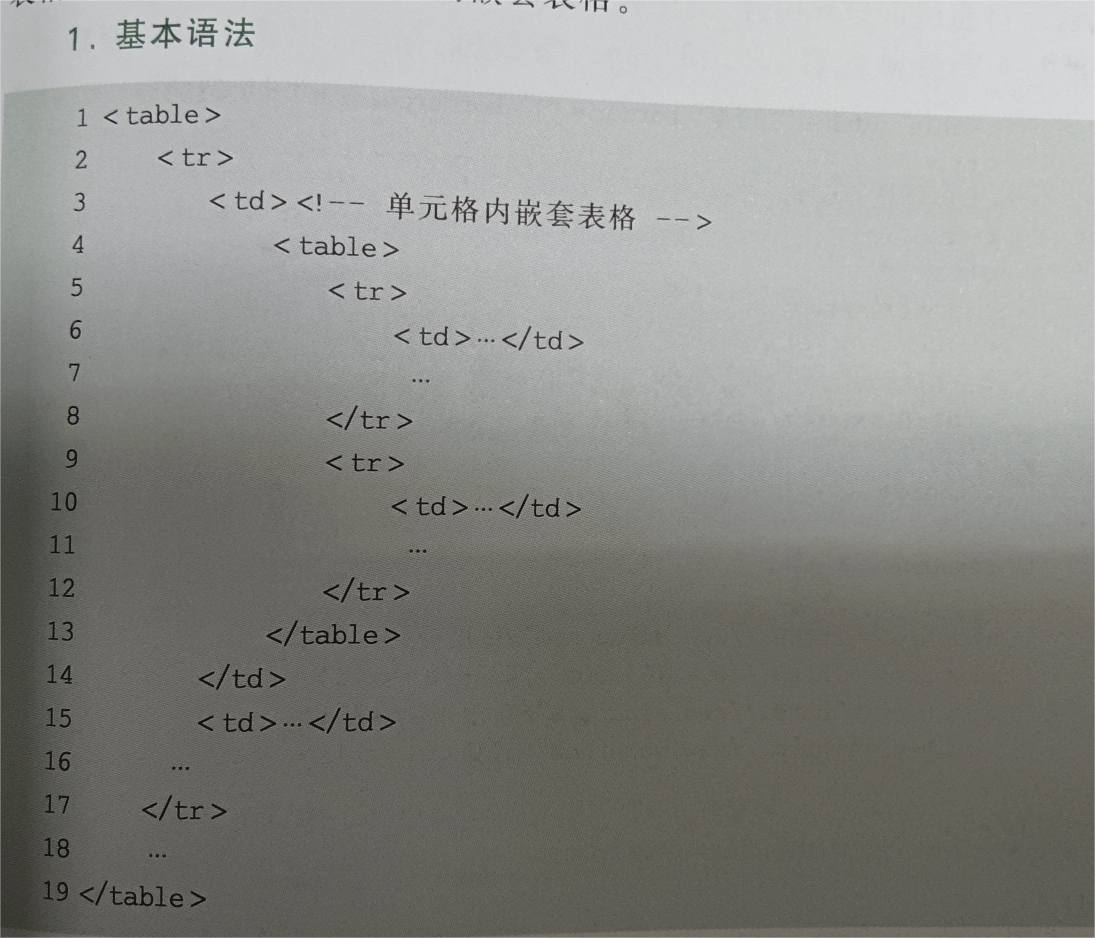 嵌套表格。
1. 基本语法
1 <table>
2 <tr>
3 <td><!-- 单元格内嵌套表格 -->
4 <table>
5 <tr>
6 <td>…</td>
7 …
8 </tr>
9 <tr>
10 <td>…</td>
11 …
12 </tr>
13 </table>
14 </td>
15 <td>…</td>
16 …
17 </tr>
18 …
19 </table>